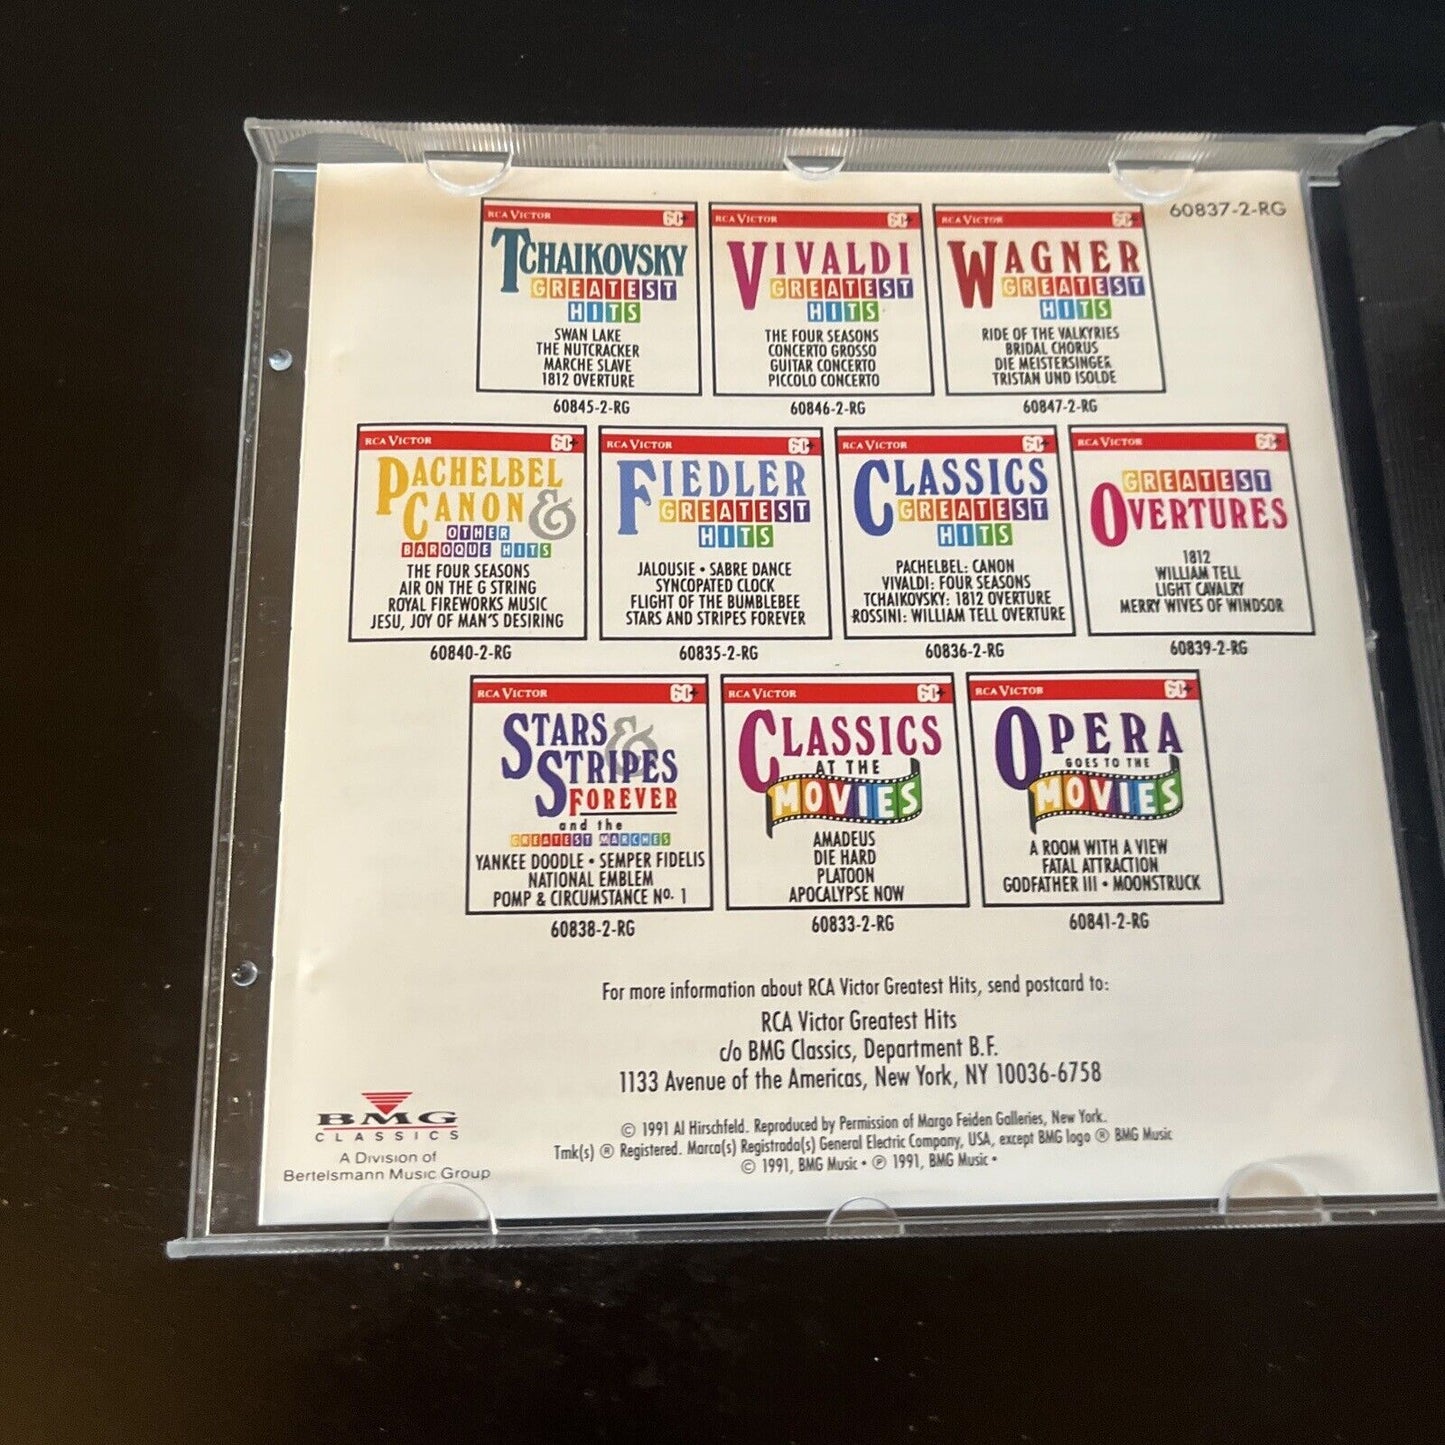 60837-2-RG
RCA VICTOR 60+
TCHAIKOVSKY
GREATEST
HITS
SWAN LAKE
THE NUTCRACKER
MARCHE SLAVE
1812 OVERTURE
60845-2-RG
RCA VICTOR 60+
VIVALDI
GREATEST
HITS
THE FOUR SEASONS
CONCERTO GROSSO
GUITAR CONCERTO
PICCOLO CONCERTO
60846-2-RG
RCA VICTOR 60+
WAGNER
GREATEST
HITS
RIDE OF THE VALKYRIES
BRIDAL CHORUS
DIE MEISTERSINGER
TRISTAN UND ISOLDE
60847-2-RG
RCA VICTOR 60+
PACHELBEL
CANON &
OTHER
BAROQUE HITS
THE FOUR SEASONS
AIR ON THE G STRING
ROYAL FIREWORKS MUSIC
JESU, JOY OF MAN'S DESIRING
60840-2-RG
RCA VICTOR 60+
FIEDLER
GREATEST
HITS
JALOUSIE • SABRE DANCE
SYNCOPATED CLOCK
FLIGHT OF THE BUMBLEBEE
STARS AND STRIPES FOREVER
60835-2-RG
RCA VICTOR 60+
CLASSICS
GREATEST
HITS
PACHELBEL: CANON
VIVALDI: FOUR SEASONS
TCHAIKOVSKY: 1812 OVERTURE
ROSSINI: WILLIAM TELL OVERTURE
60836-2-RG
RCA VICTOR 60+
GREATEST
OVERTURES
1812
WILLIAM TELL
LIGHT CAVALRY
MERRY WIVES OF WINDSOR
60839-2-RG
RCA VICTOR 60+
STARS &
STRIPES
FOREVER
and the
GREATEST MARCHES
YANKEE DOODLE • SEMPER FIDELIS
NATIONAL EMBLEM
POMP & CIRCUMSTANCE No. 1
60838-2-RG
RCA VICTOR 60+
CLASSICS
AT THE
MOVIES
AMADEUS
DIE HARD
PLATOON
APOCALYPSE NOW
60833-2-RG
RCA VICTOR 60+
OPERA
GOES TO THE
MOVIES
A ROOM WITH A VIEW
FATAL ATTRACTION
GODFATHER III • MOONSTRUCK
60841-2-RG
For more information about RCA Victor Greatest Hits, send postcard to:
RCA Victor Greatest Hits
c/o BMG Classics, Department B.F.
1133 Avenue of the Americas, New York, NY 10036-6758
BMG
CLASSICS
A Division of
Bertelsmann Music Group
© 1991 Al Hirschfeld. Reproduced by Permission of Margo Feiden Galleries, New York.
Tmk(s) ® Registered. Marca(s) Registrada(s) General Electric Company, USA, except BMG logo ® BMG Music
© 1991, BMG Music • ℗ 1991, BMG Music •